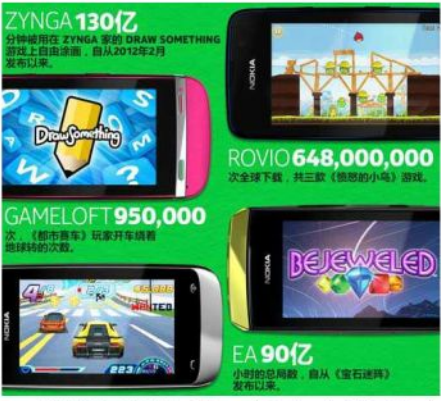 ZYNGA 130亿
分钟被用在 ZYNGA 家的 DRAW SOMETHING
游戏上自由涂画,自从2012年2月
发布以来。
NOKIA
DrawSomething
ROVIO 648,000,000
次全球下载,共三款《愤怒的小鸟》游戏。
GAMELOFT 950,000
次,《都市赛车》玩家开车绕着
地球转的次数。
NOKIA
BEJEWELED
NOKIA
WANTED
223
EA 90亿
小时的总局数,自从《宝石迷阵》
发布以来。